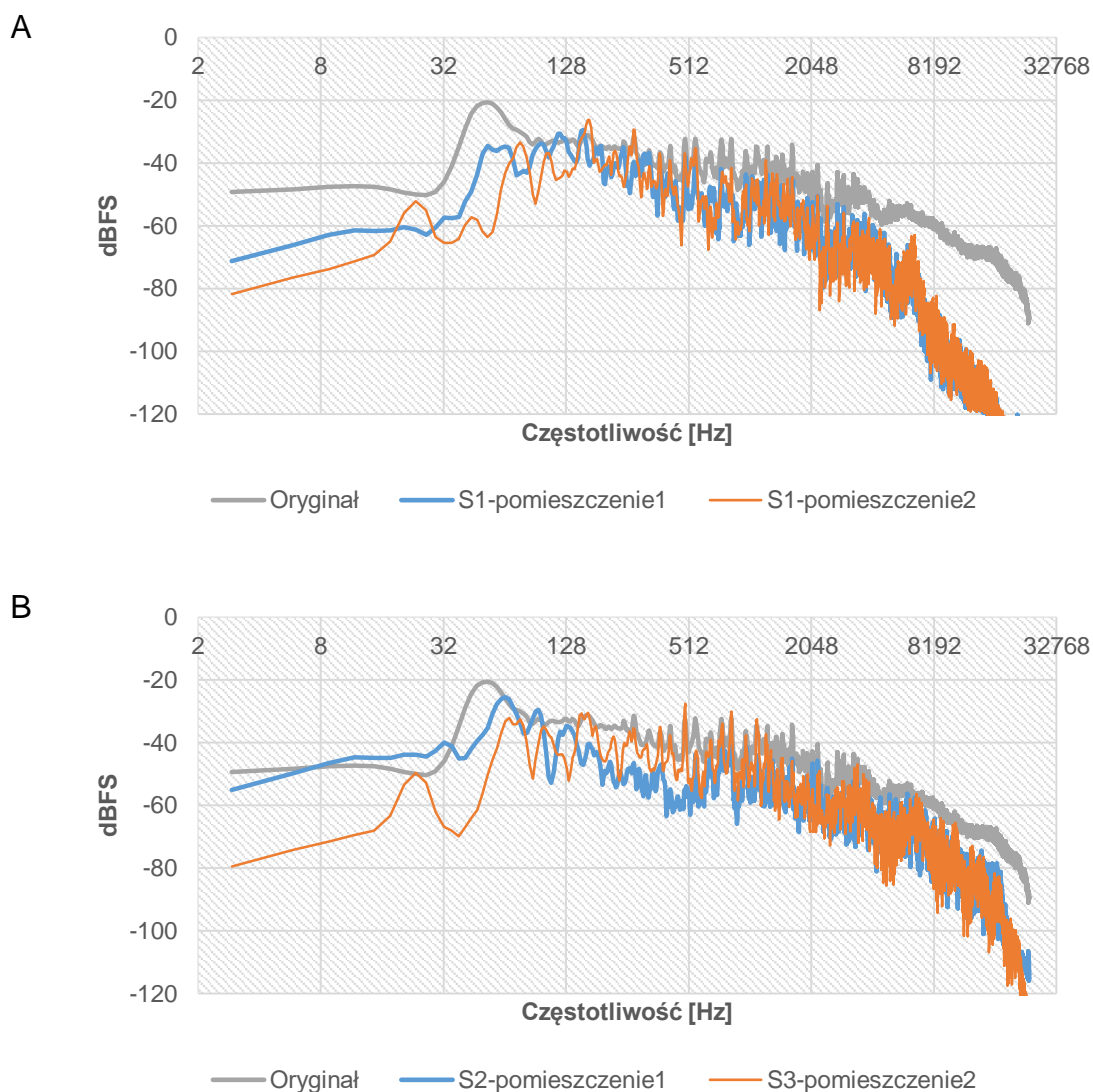 A
0
2 8 32 128 512 2048 8192 32768
-20
-40
-60
-80
-100
-120
dBFS
Częstotliwość [Hz]
Oryginał S1-pomieszczenie1 S1-pomieszczenie2
B
0
2 8 32 128 512 2048 8192 32768
-20
-40
-60
-80
-100
-120
dBFS
Częstotliwość [Hz]
Oryginał S2-pomieszczenie1 S3-pomieszczenie2